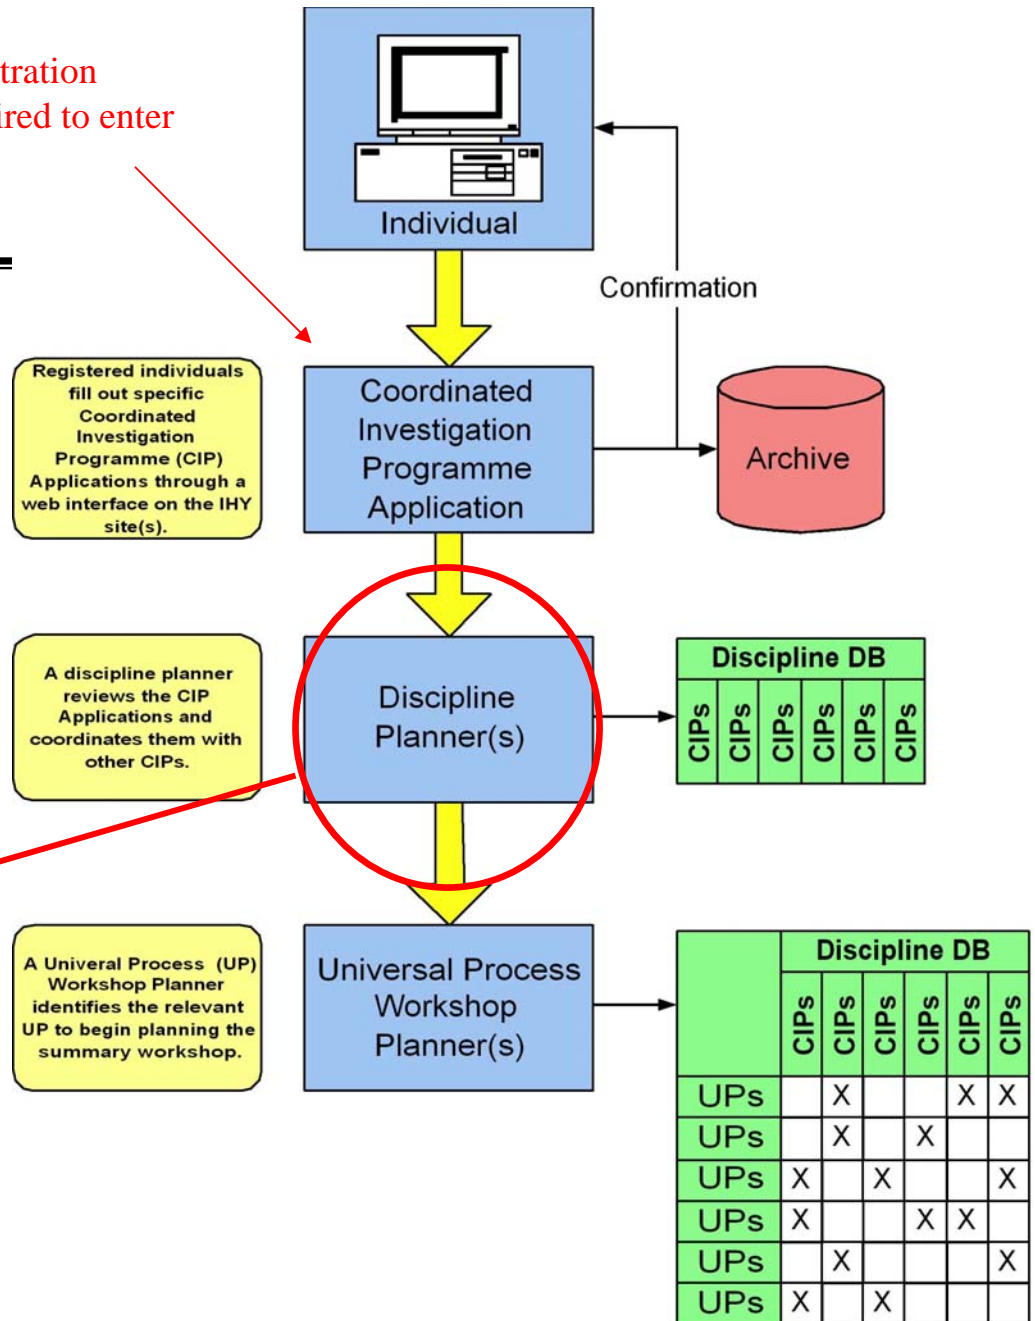 tration
ired to enter
Individual
Confirmation
Registered individuals
fill out specific
Coordinated
Investigation
Programme (CIP)
Applications through a
web interface on the IHY
site(s).
Coordinated
Investigation
Programme
Application
Archive
A discipline planner
reviews the CIP
Applications and
coordinates them with
other CIPs.
Discipline
Planner(s)
Discipline DB
CIPs CIPs CIPs CIPs CIPs CIPs
A Univeral Process (UP)
Workshop Planner
identifies the relevant
UP to begin planning the
summary workshop.
Universal Process
Workshop
Planner(s)
Discipline DB
CIPs CIPs CIPs CIPs CIPs CIPs
UPs X X X
UPs X X
UPs X X X
UPs X X X
UPs X X
UPs X X